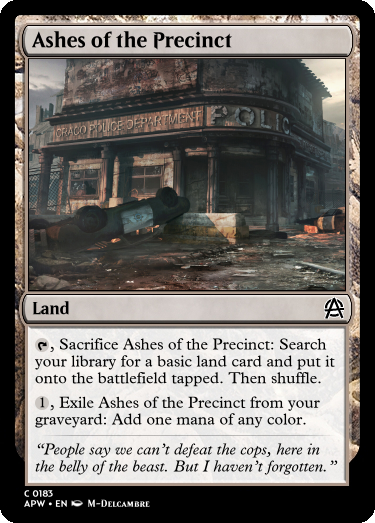 Ashes of the Precinct
ORACO POLICE DEPARTMENT
POLIC
Land
, Sacrifice Ashes of the Precinct: Search
your library for a basic land card and put it
onto the battlefield tapped. Then shuffle.
1, Exile Ashes of the Precinct from your
graveyard: Add one mana of any color.
“People say we can’t defeat the cops, here in
the belly of the beast. But I haven’t forgotten.”
C 0183
APW • EN M-Delcambre